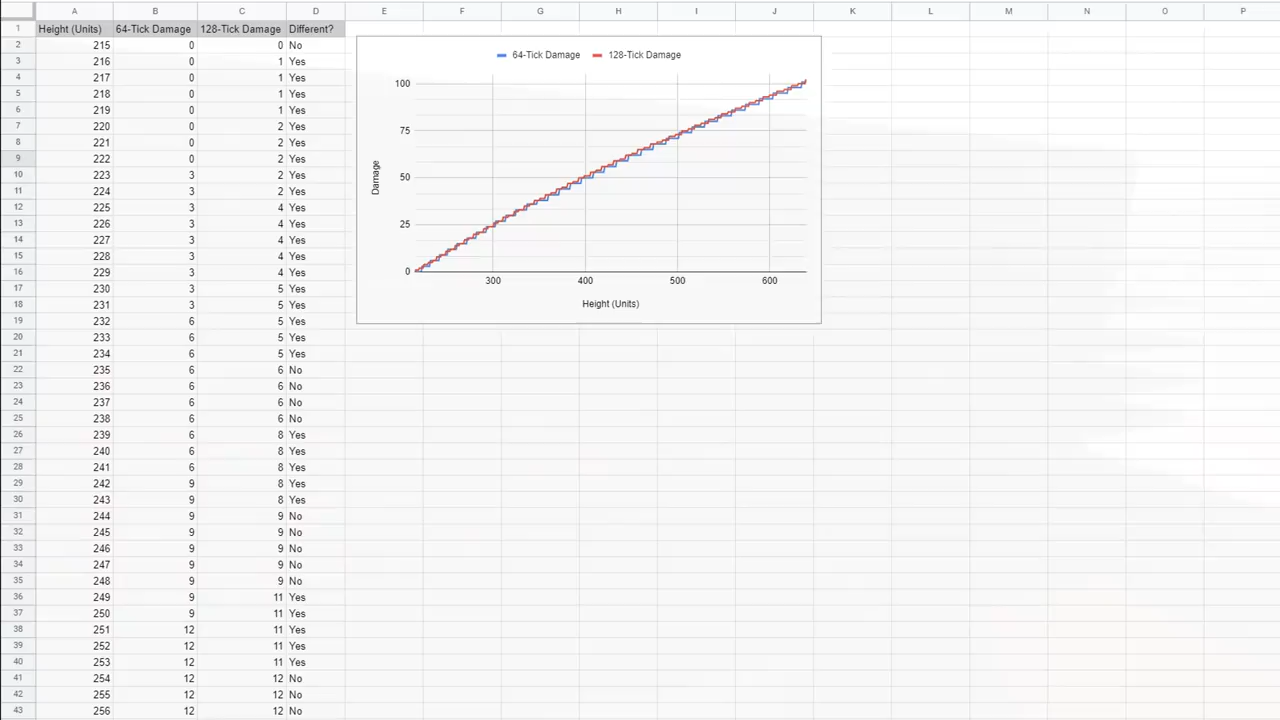 A B C D E F G H I J K L M N O P
1 Height (Units) 64-Tick Damage 128-Tick Damage Different?
2 215 0 0 No
3 216 0 1 Yes
4 217 0 1 Yes
5 218 0 1 Yes
6 219 0 1 Yes
7 220 0 2 Yes
8 221 0 2 Yes
9 222 0 2 Yes
10 223 3 2 Yes
11 224 3 2 Yes
12 225 3 4 Yes
13 226 3 4 Yes
14 227 3 4 Yes
15 228 3 4 Yes
16 229 3 4 Yes
17 230 3 5 Yes
18 231 3 5 Yes
19 232 6 5 Yes
20 233 6 5 Yes
21 234 6 5 Yes
22 235 6 6 No
23 236 6 6 No
24 237 6 6 No
25 238 6 6 No
26 239 6 8 Yes
27 240 6 8 Yes
28 241 6 8 Yes
29 242 9 8 Yes
30 243 9 8 Yes
31 244 9 9 No
32 245 9 9 No
33 246 9 9 No
34 247 9 9 No
35 248 9 9 No
36 249 9 11 Yes
37 250 9 11 Yes
38 251 12 11 Yes
39 252 12 11 Yes
40 253 12 11 Yes
41 254 12 12 No
42 255 12 12 No
43 256 12 12 No
64-Tick Damage 128-Tick Damage
100
75
50
25
0
Damage
300 400 500 600
Height (Units)